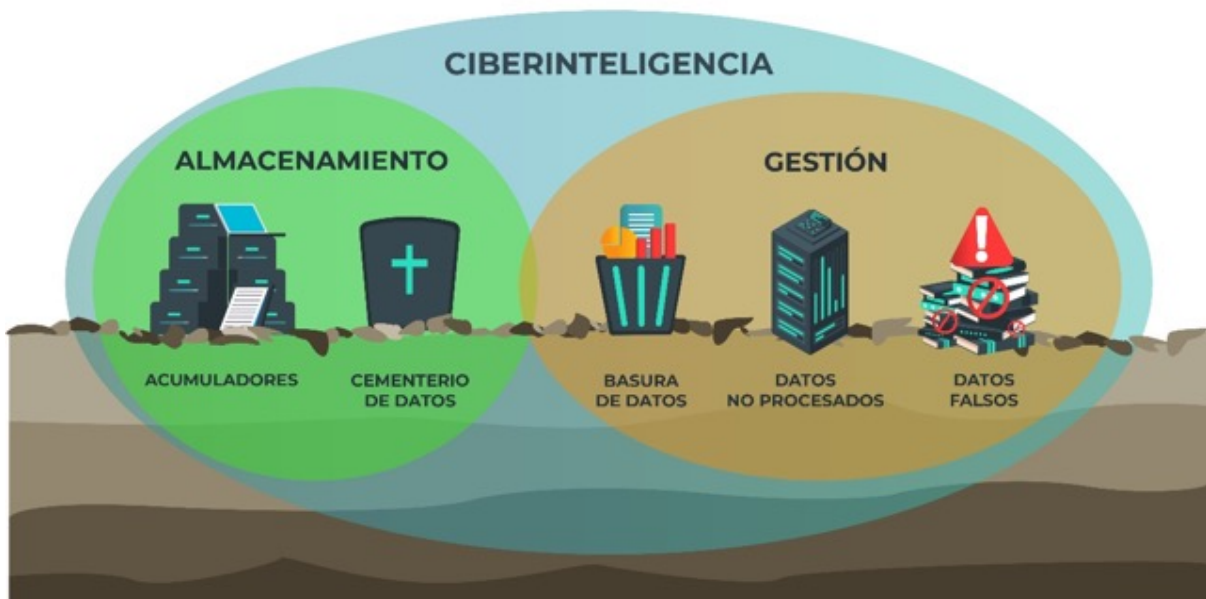 CIBERINTELIGENCIA
ALMACENAMIENTO
GESTIÓN
ACUMULADORES
CEMENTERIO
DE DATOS
BASURA
DE DATOS
DATOS
NO PROCESADOS
DATOS
FALSOS